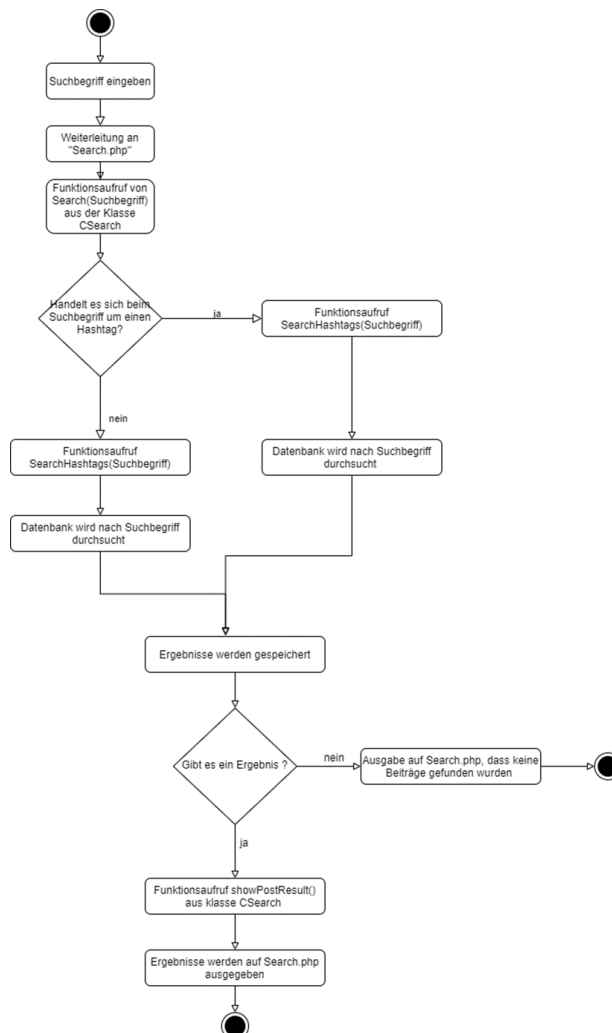 Suchbegriff eingeben
Weiterleitung an
"Search.php"
Funktionsaufruf von
Search(Suchbegriff)
aus der Klasse
CSearch
Handelt es sich beim
Suchbegriff um einen
Hashtag?
ja
Funktionsaufruf
SearchHashtags(Suchbegriff)
nein
Funktionsaufruf
SearchHashtags(Suchbegriff)
Datenbank wird nach Suchbegriff
durchsucht
Datenbank wird nach Suchbegriff
durchsucht
Ergebnisse werden gespeichert
Gibt es ein Ergebnis ?
nein
Ausgabe auf Search.php, dass keine
Beiträge gefunden wurden
ja
Funktionsaufruf showPostResult()
aus klasse CSearch
Ergebnisse werden auf Search.php
ausgegeben